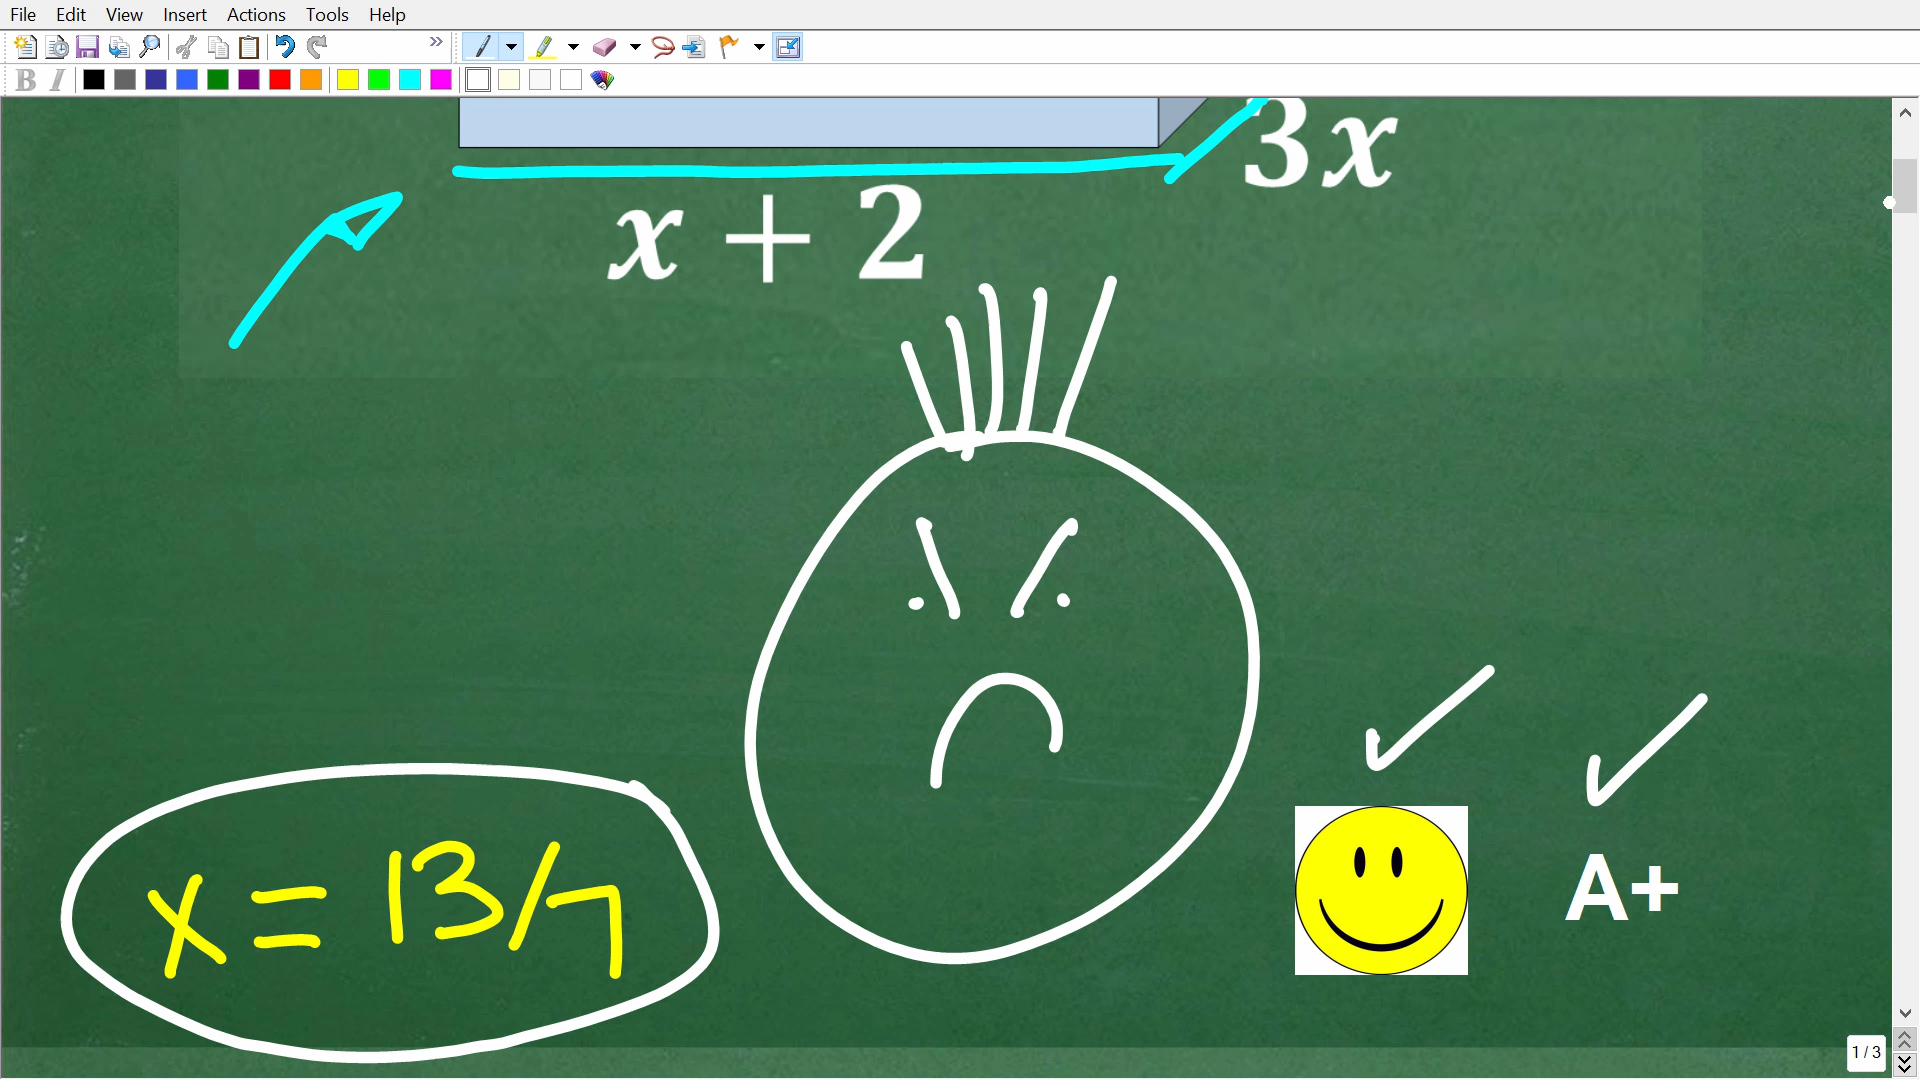 File Edit View Insert Actions Tools Help
B I
3x
x + 2
x = 13/7
A+
1 / 3